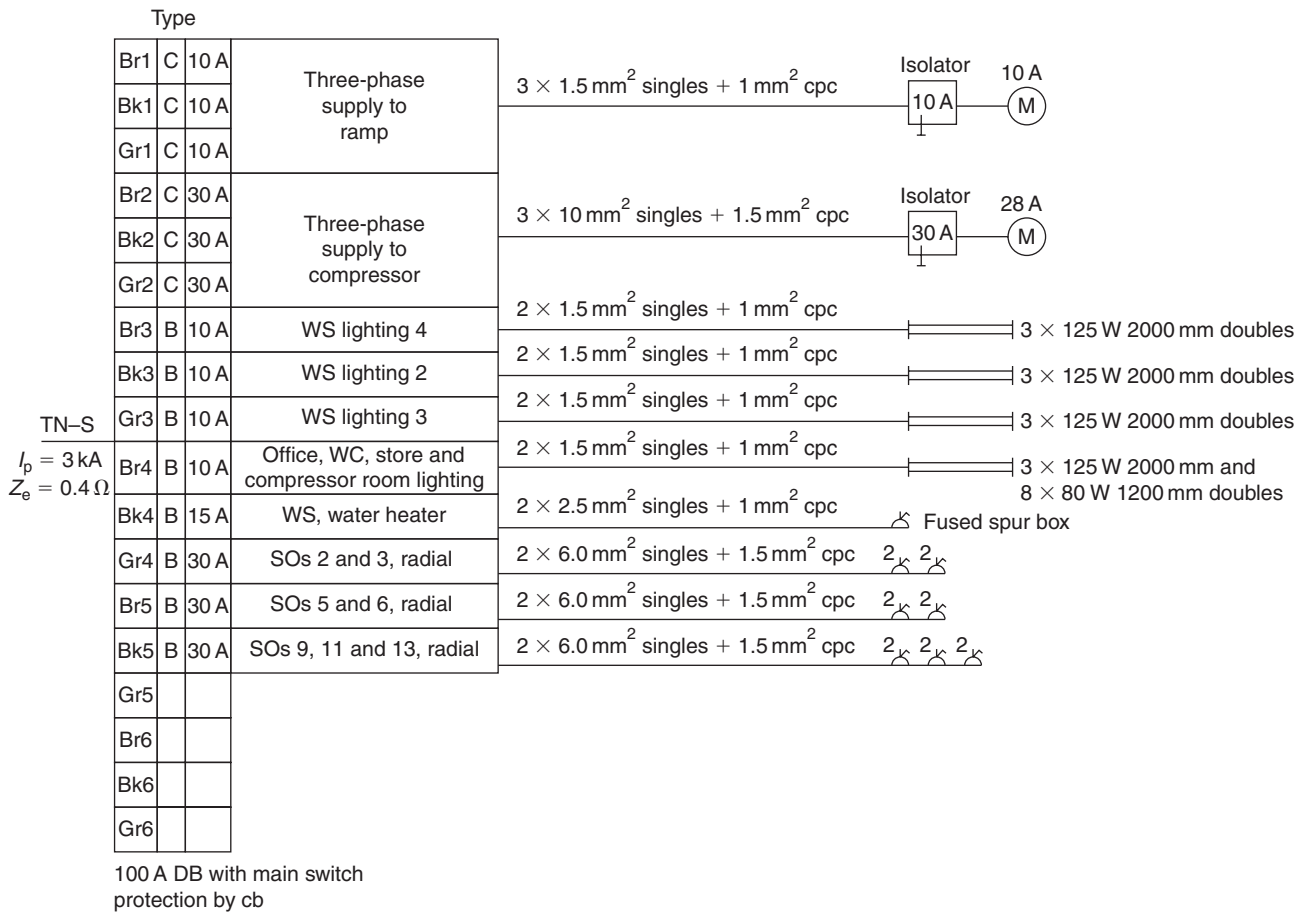 Type
Br1 C 10 A
Bk1 C 10 A
Gr1 C 10 A
Three-phase
supply to
ramp
3 × 1.5 mm² singles + 1 mm² cpc
Isolator
10 A
10 A
M
Br2 C 30 A
Bk2 C 30 A
Gr2 C 30 A
Three-phase
supply to
compressor
3 × 10 mm² singles + 1.5 mm² cpc
Isolator
30 A
28 A
M
Br3 B 10 A WS lighting 4
2 × 1.5 mm² singles + 1 mm² cpc
3 × 125 W 2000 mm doubles
Bk3 B 10 A WS lighting 2
2 × 1.5 mm² singles + 1 mm² cpc
3 × 125 W 2000 mm doubles
Gr3 B 10 A WS lighting 3
2 × 1.5 mm² singles + 1 mm² cpc
3 × 125 W 2000 mm doubles
TN–S
Ip = 3 kA
Ze = 0.4 Ω
Br4 B 10 A
Office, WC, store and
compressor room lighting
2 × 1.5 mm² singles + 1 mm² cpc
3 × 125 W 2000 mm and
8 × 80 W 1200 mm doubles
Bk4 B 15 A WS, water heater
2 × 2.5 mm² singles + 1 mm² cpc
Fused spur box
Gr4 B 30 A SOs 2 and 3, radial
2 × 6.0 mm² singles + 1.5 mm² cpc 2 2
Br5 B 30 A SOs 5 and 6, radial
2 × 6.0 mm² singles + 1.5 mm² cpc 2 2
Bk5 B 30 A SOs 9, 11 and 13, radial
2 × 6.0 mm² singles + 1.5 mm² cpc 2 2 2
Gr5
Br6
Bk6
Gr6
100 A DB with main switch
protection by cb